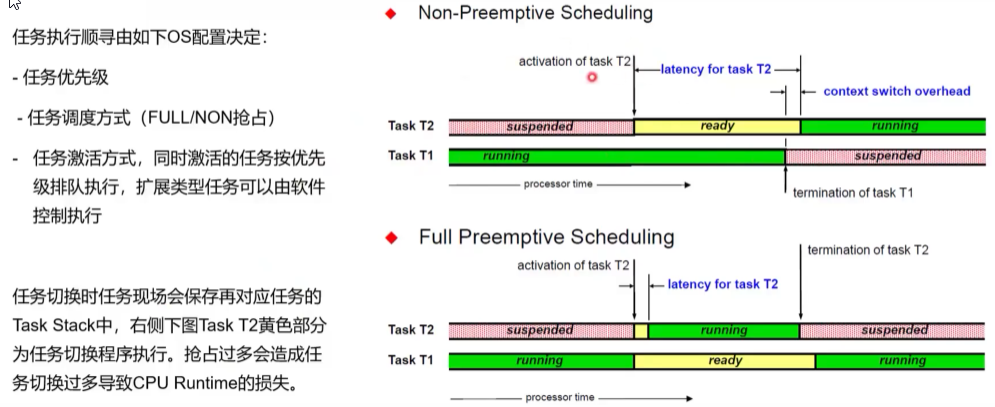 任务执行顺寻由如下OS配置决定：
- 任务优先级
- 任务调度方式（FULL/NON抢占）
- 任务激活方式，同时激活的任务按优先
级排队执行，扩展类型任务可以由软件
控制执行
任务切换时任务现场会保存再对应任务的
Task Stack中，右侧下图Task T2黄色部分
为任务切换程序执行。抢占过多会造成任
务切换过多导致CPU Runtime的损失。
Non-Preemptive Scheduling
activation of task T2
latency for task T2
context switch overhead
Task T2 suspended ready running
Task T1 running suspended
processor time
termination of task T1
Full Preemptive Scheduling
termination of task T2
activation of task T2
latency for task T2
Task T2 suspended running suspended
Task T1 running ready running
processor time